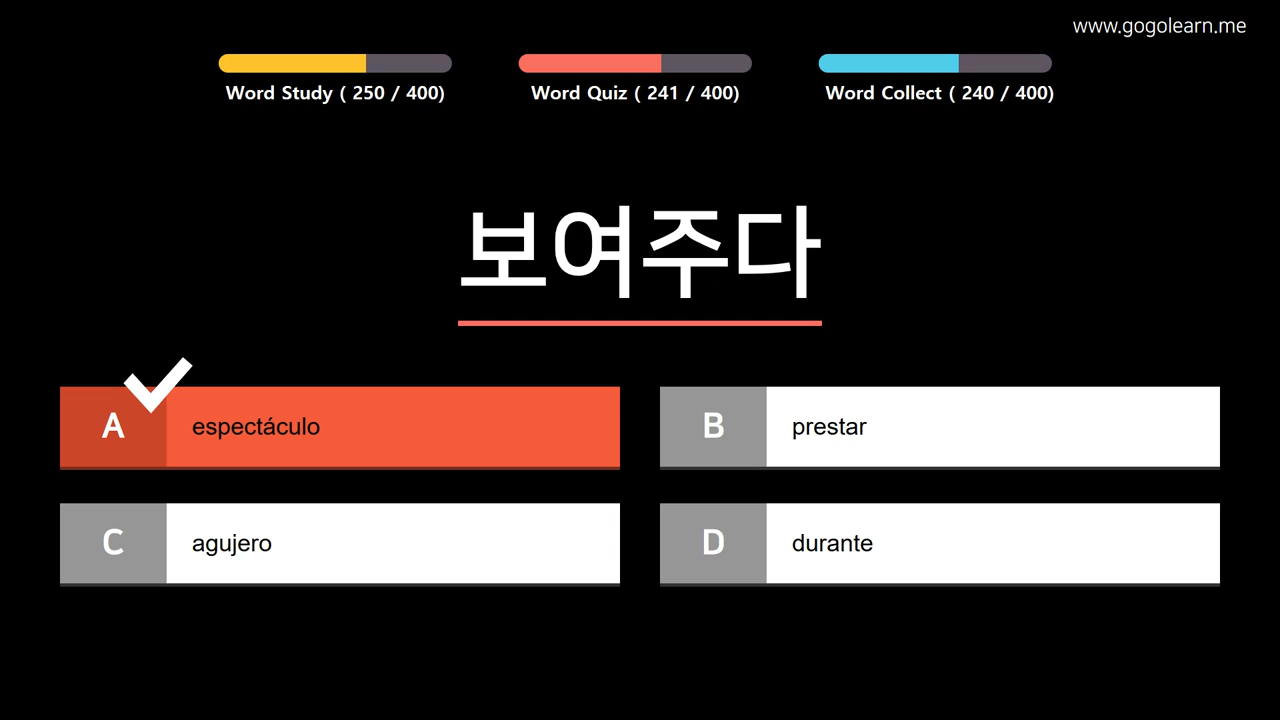 www.gogolearn.me
Word Study ( 250 / 400)
Word Quiz ( 241 / 400)
Word Collect ( 240 / 400)
보여주다
A espectáculo
B prestar
C agujero
D durante